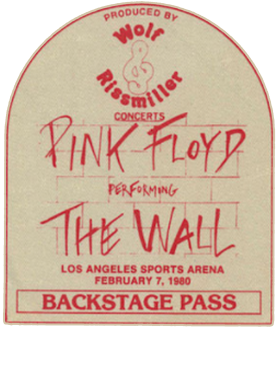 PRODUCED BY
Wolf
&
Rissmiller
CONCERTS
PINK FLOYD
PERFORMING
THE WALL
LOS ANGELES SPORTS ARENA
FEBRUARY 7, 1980
BACKSTAGE PASS